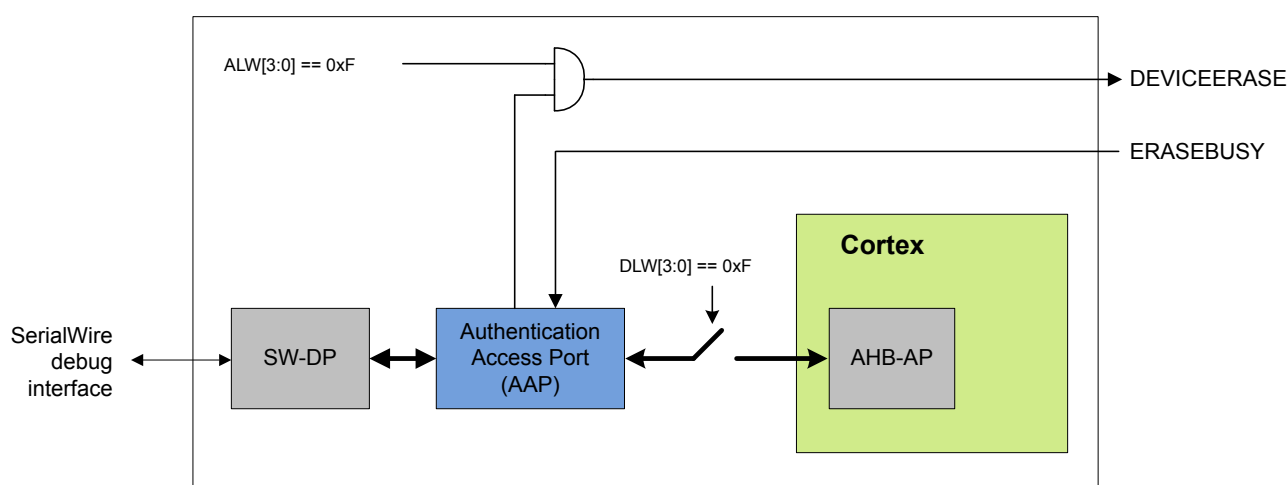 ALW[3:0] == 0xF
DEVICEERASE
ERASEBUSY
Cortex
DLW[3:0] == 0xF
SerialWire
debug
interface
SW-DP
Authentication
Access Port
(AAP)
AHB-AP